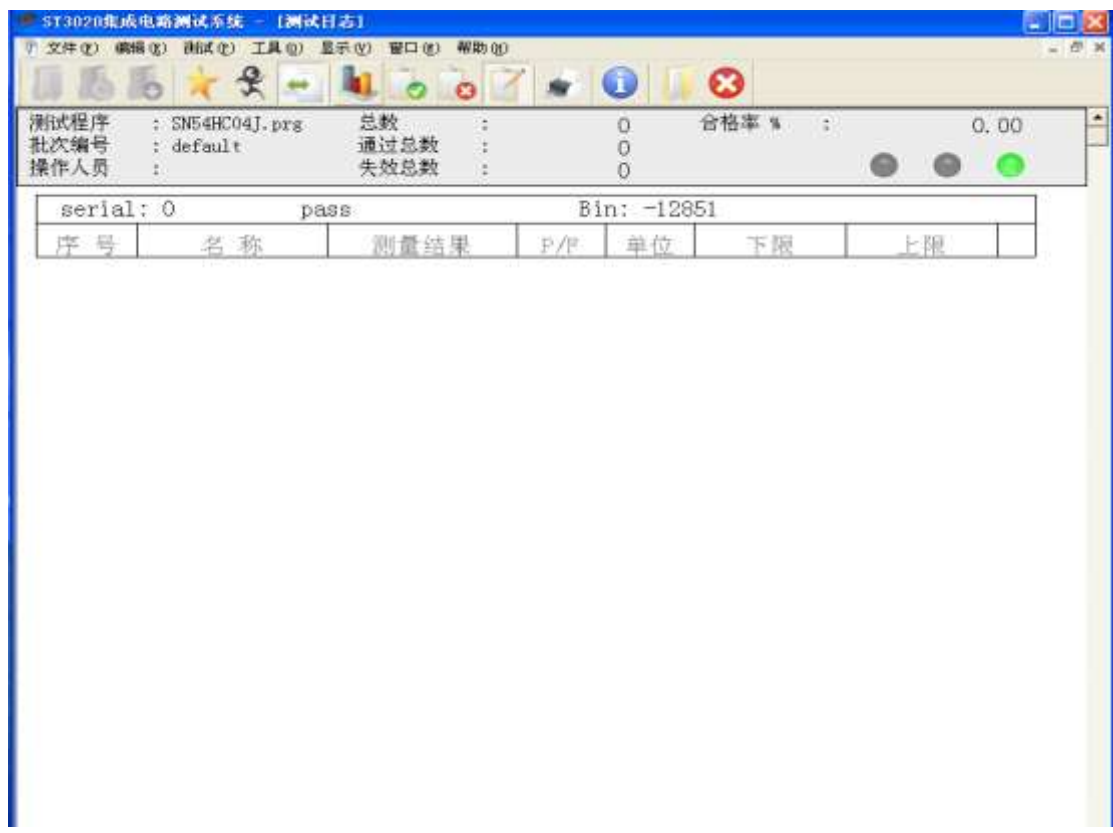 ST3020集成电路测试系统 - [测试日志]
文件(F) 编辑(E) 测试(T) 工具(Q) 显示(V) 窗口(W) 帮助(H)
测试程序 : SN54HC04J.prg 总数 : 0 合格率 % : 0.00
批次编号 : default 通过总数 : 0
操作人员 : 失效总数 : 0
serial: 0 pass Bin: -12851
序 号 名 称 测量结果 P/F 单位 下限 上限